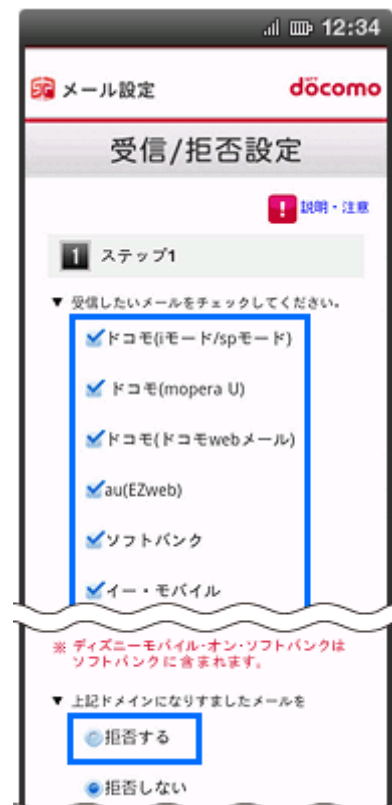 12:34
メール設定
döcomo
受信/拒否設定
! 説明・注意
1 ステップ1
▼ 受信したいメールをチェックしてください。
ドコモ(iモード/spモード)
ドコモ(mopera U)
ドコモ(ドコモwebメール)
au(EZweb)
ソフトバンク
イー・モバイル
※ ディズニーモバイル・オン・ソフトバンクは
ソフトバンクに含まれます。
▼ 上記ドメインになりすましたメールを
拒否する
拒否しない